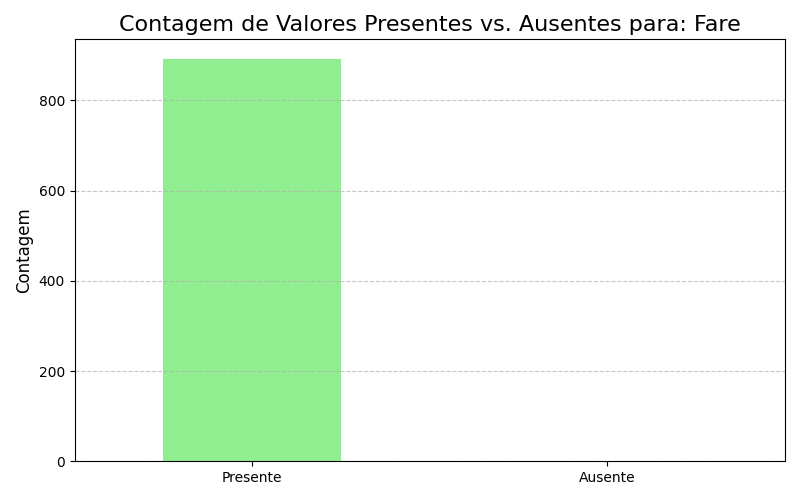 Contagem de Valores Presentes vs. Ausentes para: Fare
Contagem
800
600
400
200
0
Presente
Ausente